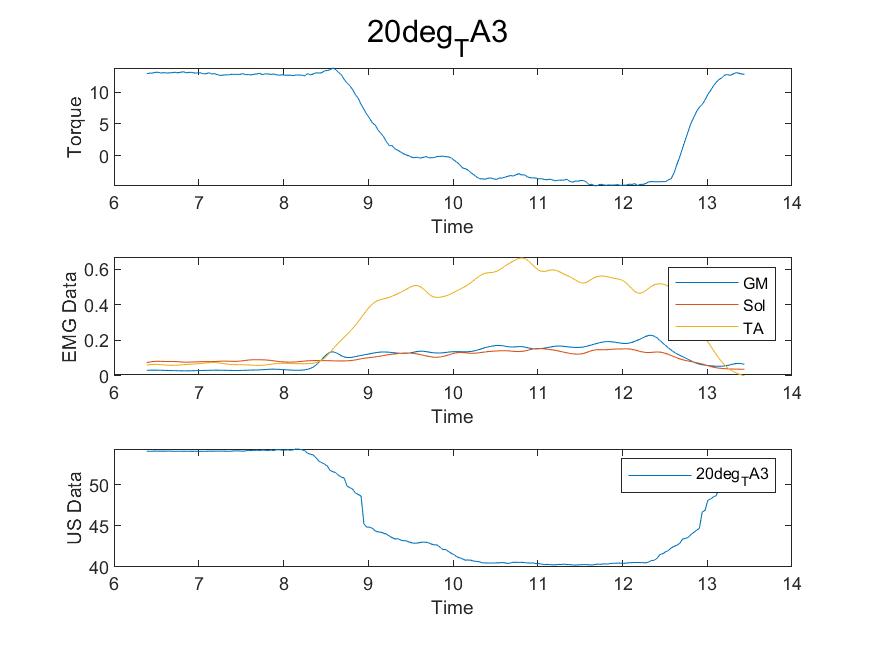 20deg_TA3
10
5
0
Torque
6 7 8 9 10 11 12 13 14
Time
0.6
0.4
0.2
0
EMG Data
GM
Sol
TA
6 7 8 9 10 11 12 13 14
Time
50
45
40
US Data
20deg_TA3
6 7 8 9 10 11 12 13 14
Time